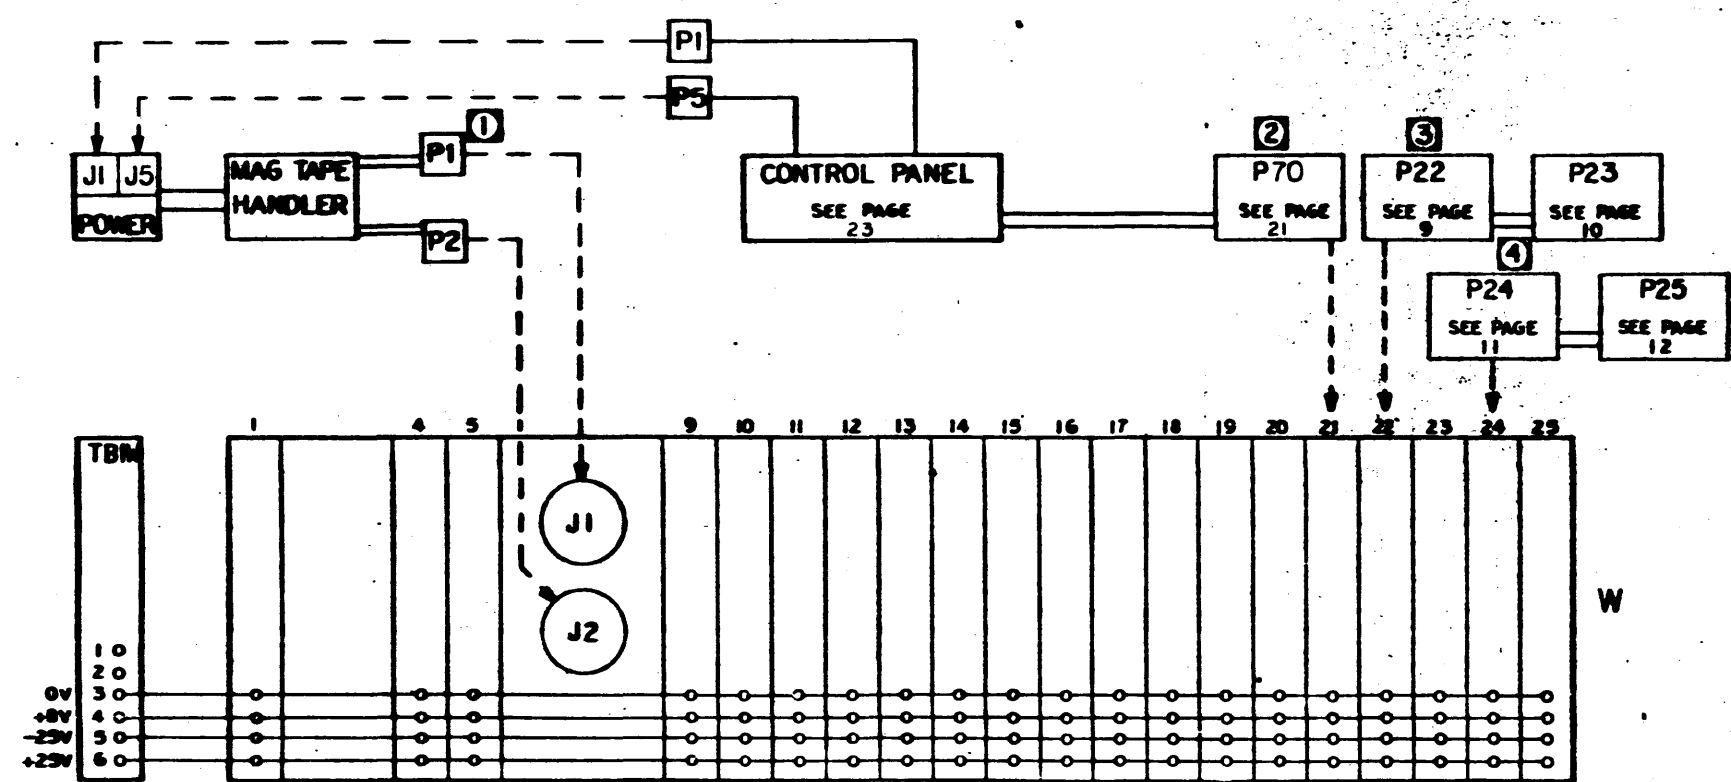 P1
P5
①
②
③
J1 J5
POWER
MAG TAPE
HANDLER
P1
P2
CONTROL PANEL
SEE PAGE
23
P70
SEE PAGE
21
P22
SEE PAGE
9
P23
SEE PAGE
10
④
P24
SEE PAGE
11
P25
SEE PAGE
12
1 4 5 9 10 11 12 13 14 15 16 17 18 19 20 21 22 23 24 25
J1
J2
W
1
2
0V 3
+8V 4
-25V 5
+25V 6